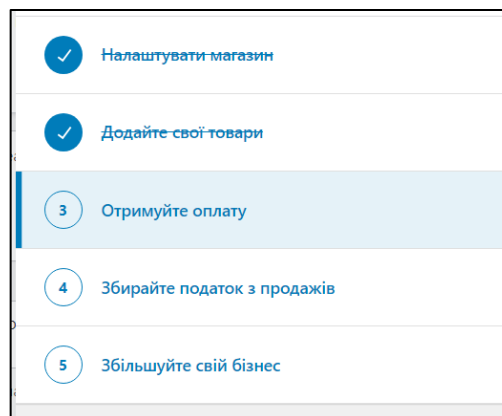 Налаштувати магазин
Додайте свої товари
3 Отримуйте оплату
4 Збирайте податок з продажів
5 Збільшуйте свій бізнес